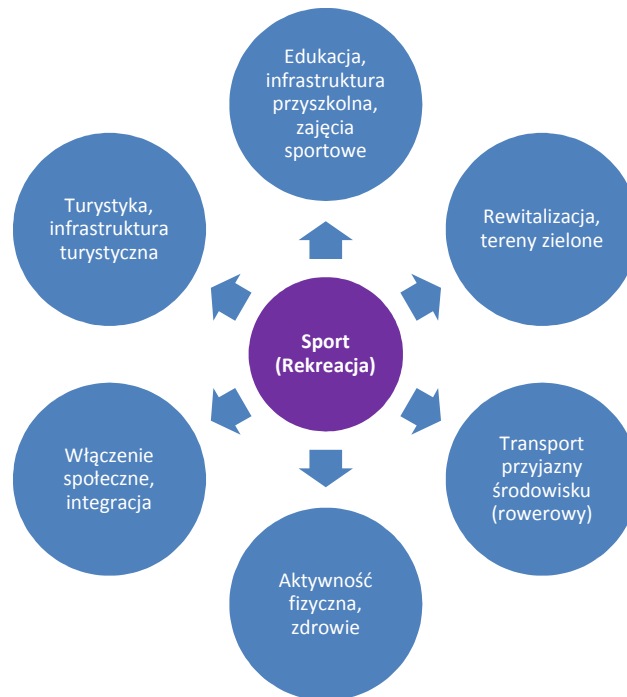 Edukacja,
infrastruktura
przyszkolna,
zajęcia
sportowe
Turystyka,
infrastruktura
turystyczna
Rewitalizacja,
tereny zielone
Sport
(Rekreacja)
Włączenie
społeczne,
integracja
Transport
przyjazny
środowisku
(rowerowy)
Aktywność
fizyczna,
zdrowie